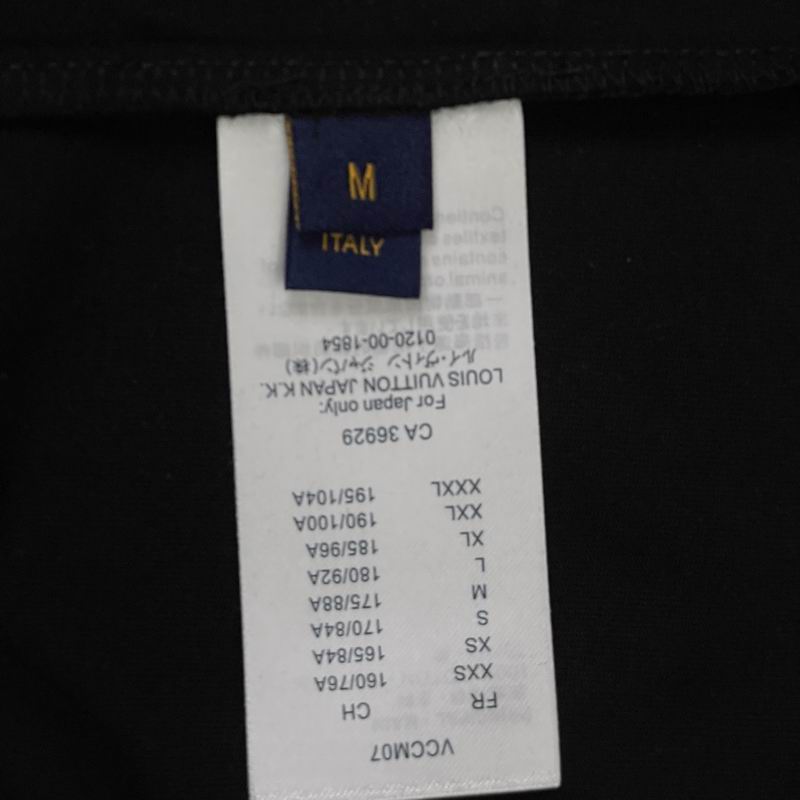 M
ITALY
VCCM07
FR CH
XXS 160/76A
XS 165/84A
S 170/84A
M 175/88A
L 180/92A
XL 185/96A
XXL 190/100A
XXXL 195/104A
CA 36929
For Japan only:
LOUIS VUITTON JAPAN K.K.
ルイ・ヴィトン ジャパン(株)
0120-00-1854